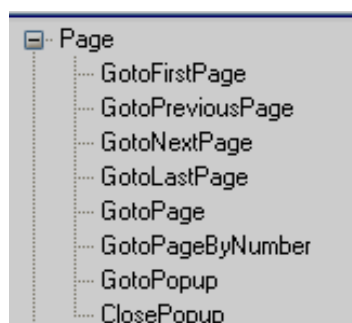 Page
GotoFirstPage
GotoPreviousPage
GotoNextPage
GotoLastPage
GotoPage
GotoPageByNumber
GotoPopup
ClosePopup